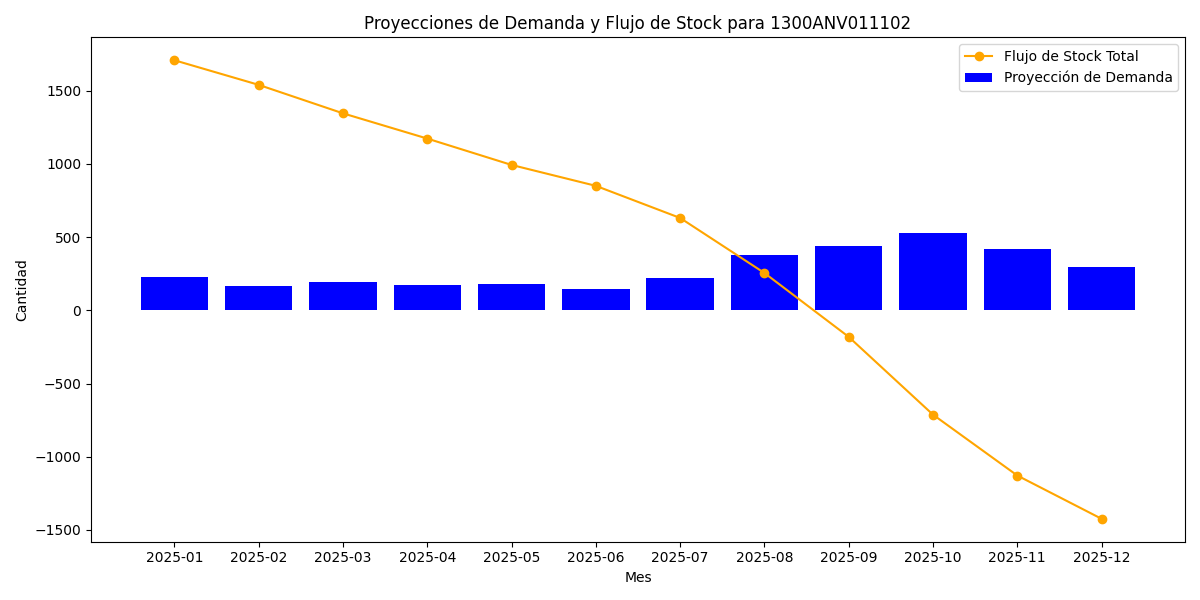 Proyecciones de Demanda y Flujo de Stock para 1300ANV011102
Flujo de Stock Total
Proyección de Demanda
Cantidad
1500
1000
500
0
−500
−1000
−1500
2025-01 2025-02 2025-03 2025-04 2025-05 2025-06 2025-07 2025-08 2025-09 2025-10 2025-11 2025-12
Mes